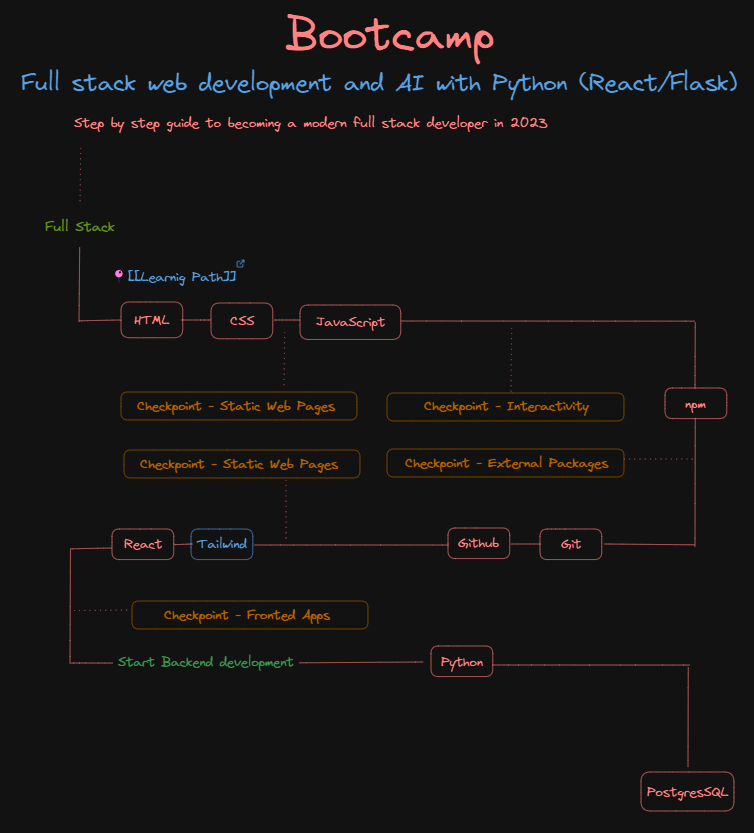 Bootcamp
Full stack web development and AI with Python (React/Flask)
Step by step guide to becoming a modern full stack developer in 2023
Full Stack
[[Learnig Path]]
HTML
CSS
JavaScript
Checkpoint - Static Web Pages
Checkpoint - Interactivity
npm
Checkpoint - Static Web Pages
Checkpoint - External Packages
React
Tailwind
Github
Git
Checkpoint - Fronted Apps
Start Backend development
Python
PostgresSQL